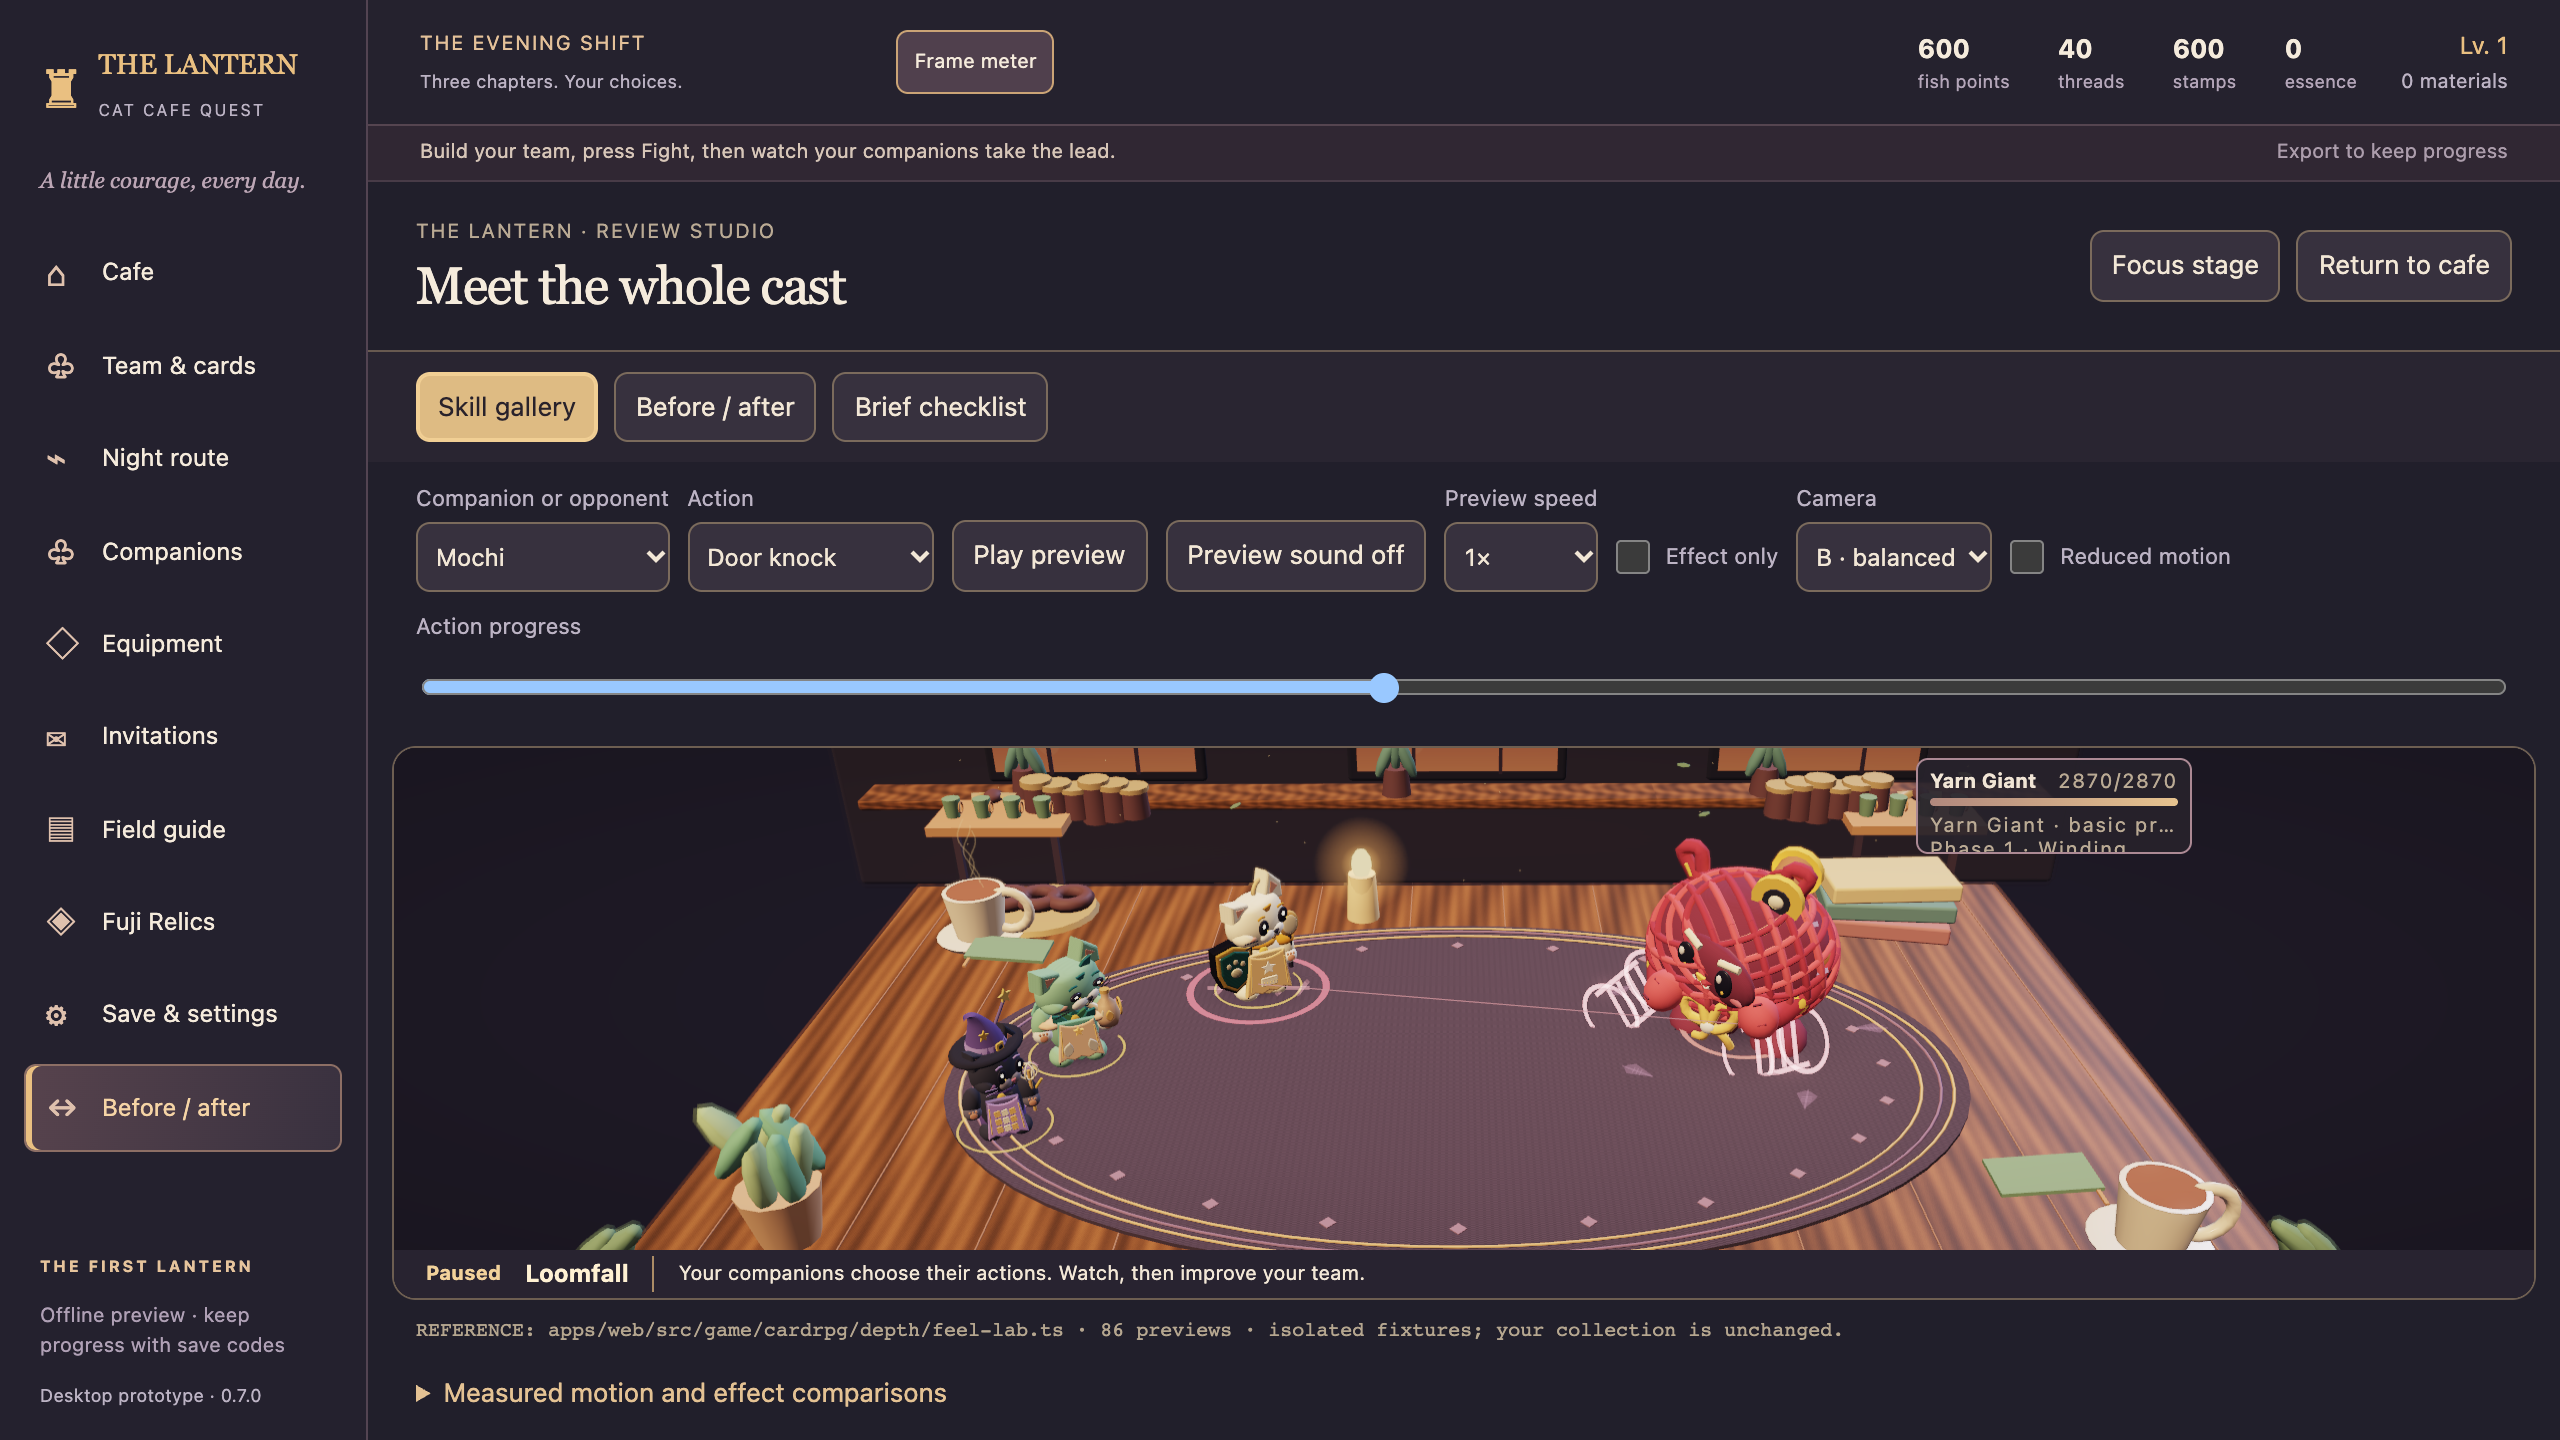 THE LANTERN
CAT CAFE QUEST
A little courage, every day.
Cafe
Team & cards
Night route
Companions
Equipment
Invitations
Field guide
Fuji Relics
Save & settings
Before / after
THE FIRST LANTERN
Offline preview · keep
progress with save codes
Desktop prototype · 0.7.0
THE EVENING SHIFT
Three chapters. Your choices.
Frame meter
600
fish points
40
threads
600
stamps
0
essence
Lv. 1
0 materials
Build your team, press Fight, then watch your companions take the lead.
Export to keep progress
THE LANTERN · REVIEW STUDIO
Meet the whole cast
Focus stage
Return to cafe
Skill gallery
Before / after
Brief checklist
Companion or opponent
Mochi
Action
Door knock
Play preview
Preview sound off
Preview speed
1×
Effect only
Camera
B · balanced
Reduced motion
Action progress
Yarn Giant 2870/2870
Yarn Giant · basic pr…
Phase 1 · Winding
Paused Loomfall Your companions choose their actions. Watch, then improve your team.
REFERENCE: apps/web/src/game/cardrpg/depth/feel-lab.ts · 86 previews · isolated fixtures; your collection is unchanged.
Measured motion and effect comparisons